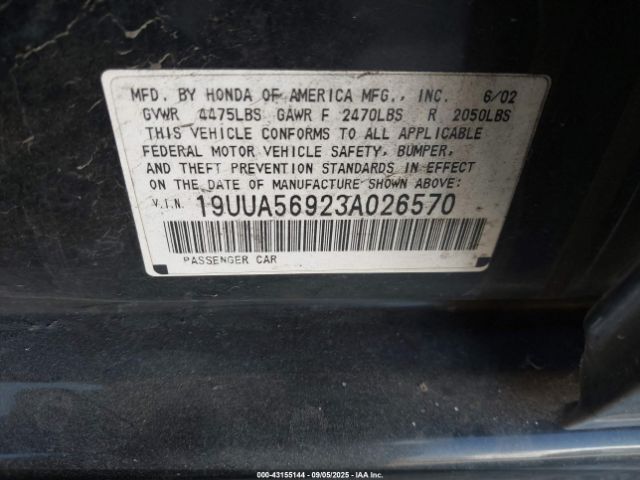 MFD. BY HONDA OF AMERICA MFG., INC. 6/02
GVWR 4475LBS GAWR F 2470LBS R 2050LBS
THIS VEHICLE CONFORMS TO ALL APPLICABLE
FEDERAL MOTOR VEHICLE SAFETY, BUMPER,
AND THEFT PREVENTION STANDARDS IN EFFECT
ON THE DATE OF MANUFACTURE SHOWN ABOVE:
V.I.N. 19UUA56923A026570
PASSENGER CAR
000-43155144 - 09/05/2025 - IAA Inc.